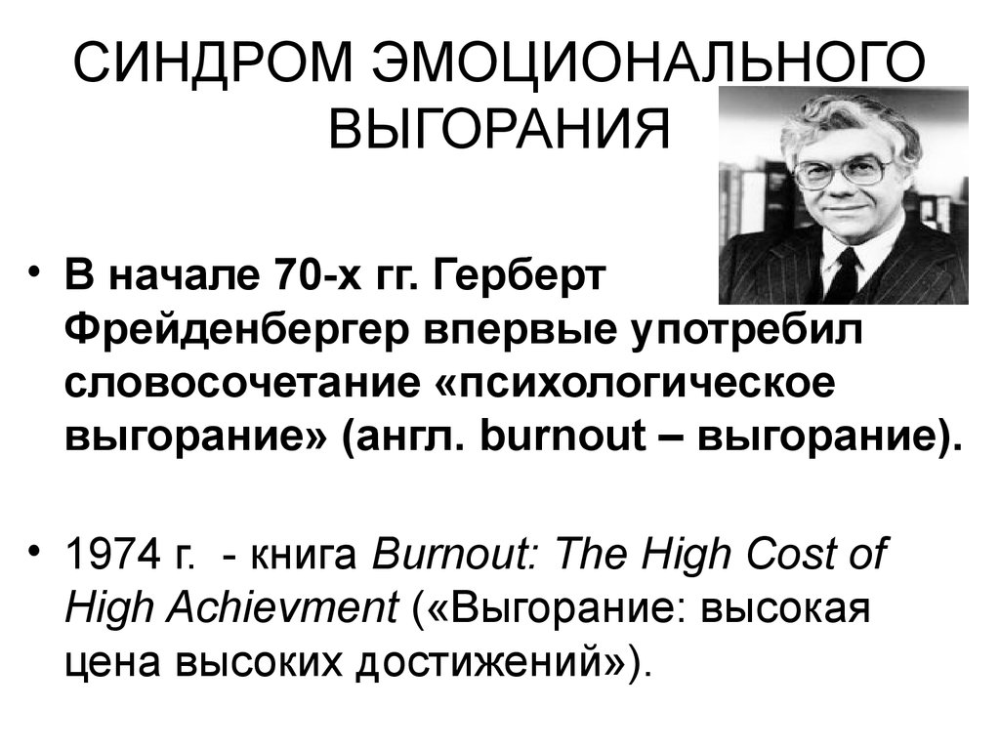 СИНДРОМ ЭМОЦИОНАЛЬНОГО
ВЫГОРАНИЯ
• В начале 70-х гг. Герберт
Фрейденбергер впервые употребил
словосочетание «психологическое
выгорание» (англ. burnout – выгорание).
• 1974 г.  - книга Burnout: The High Cost of
High Achievment («Выгорание: высокая
цена высоких достижений»).